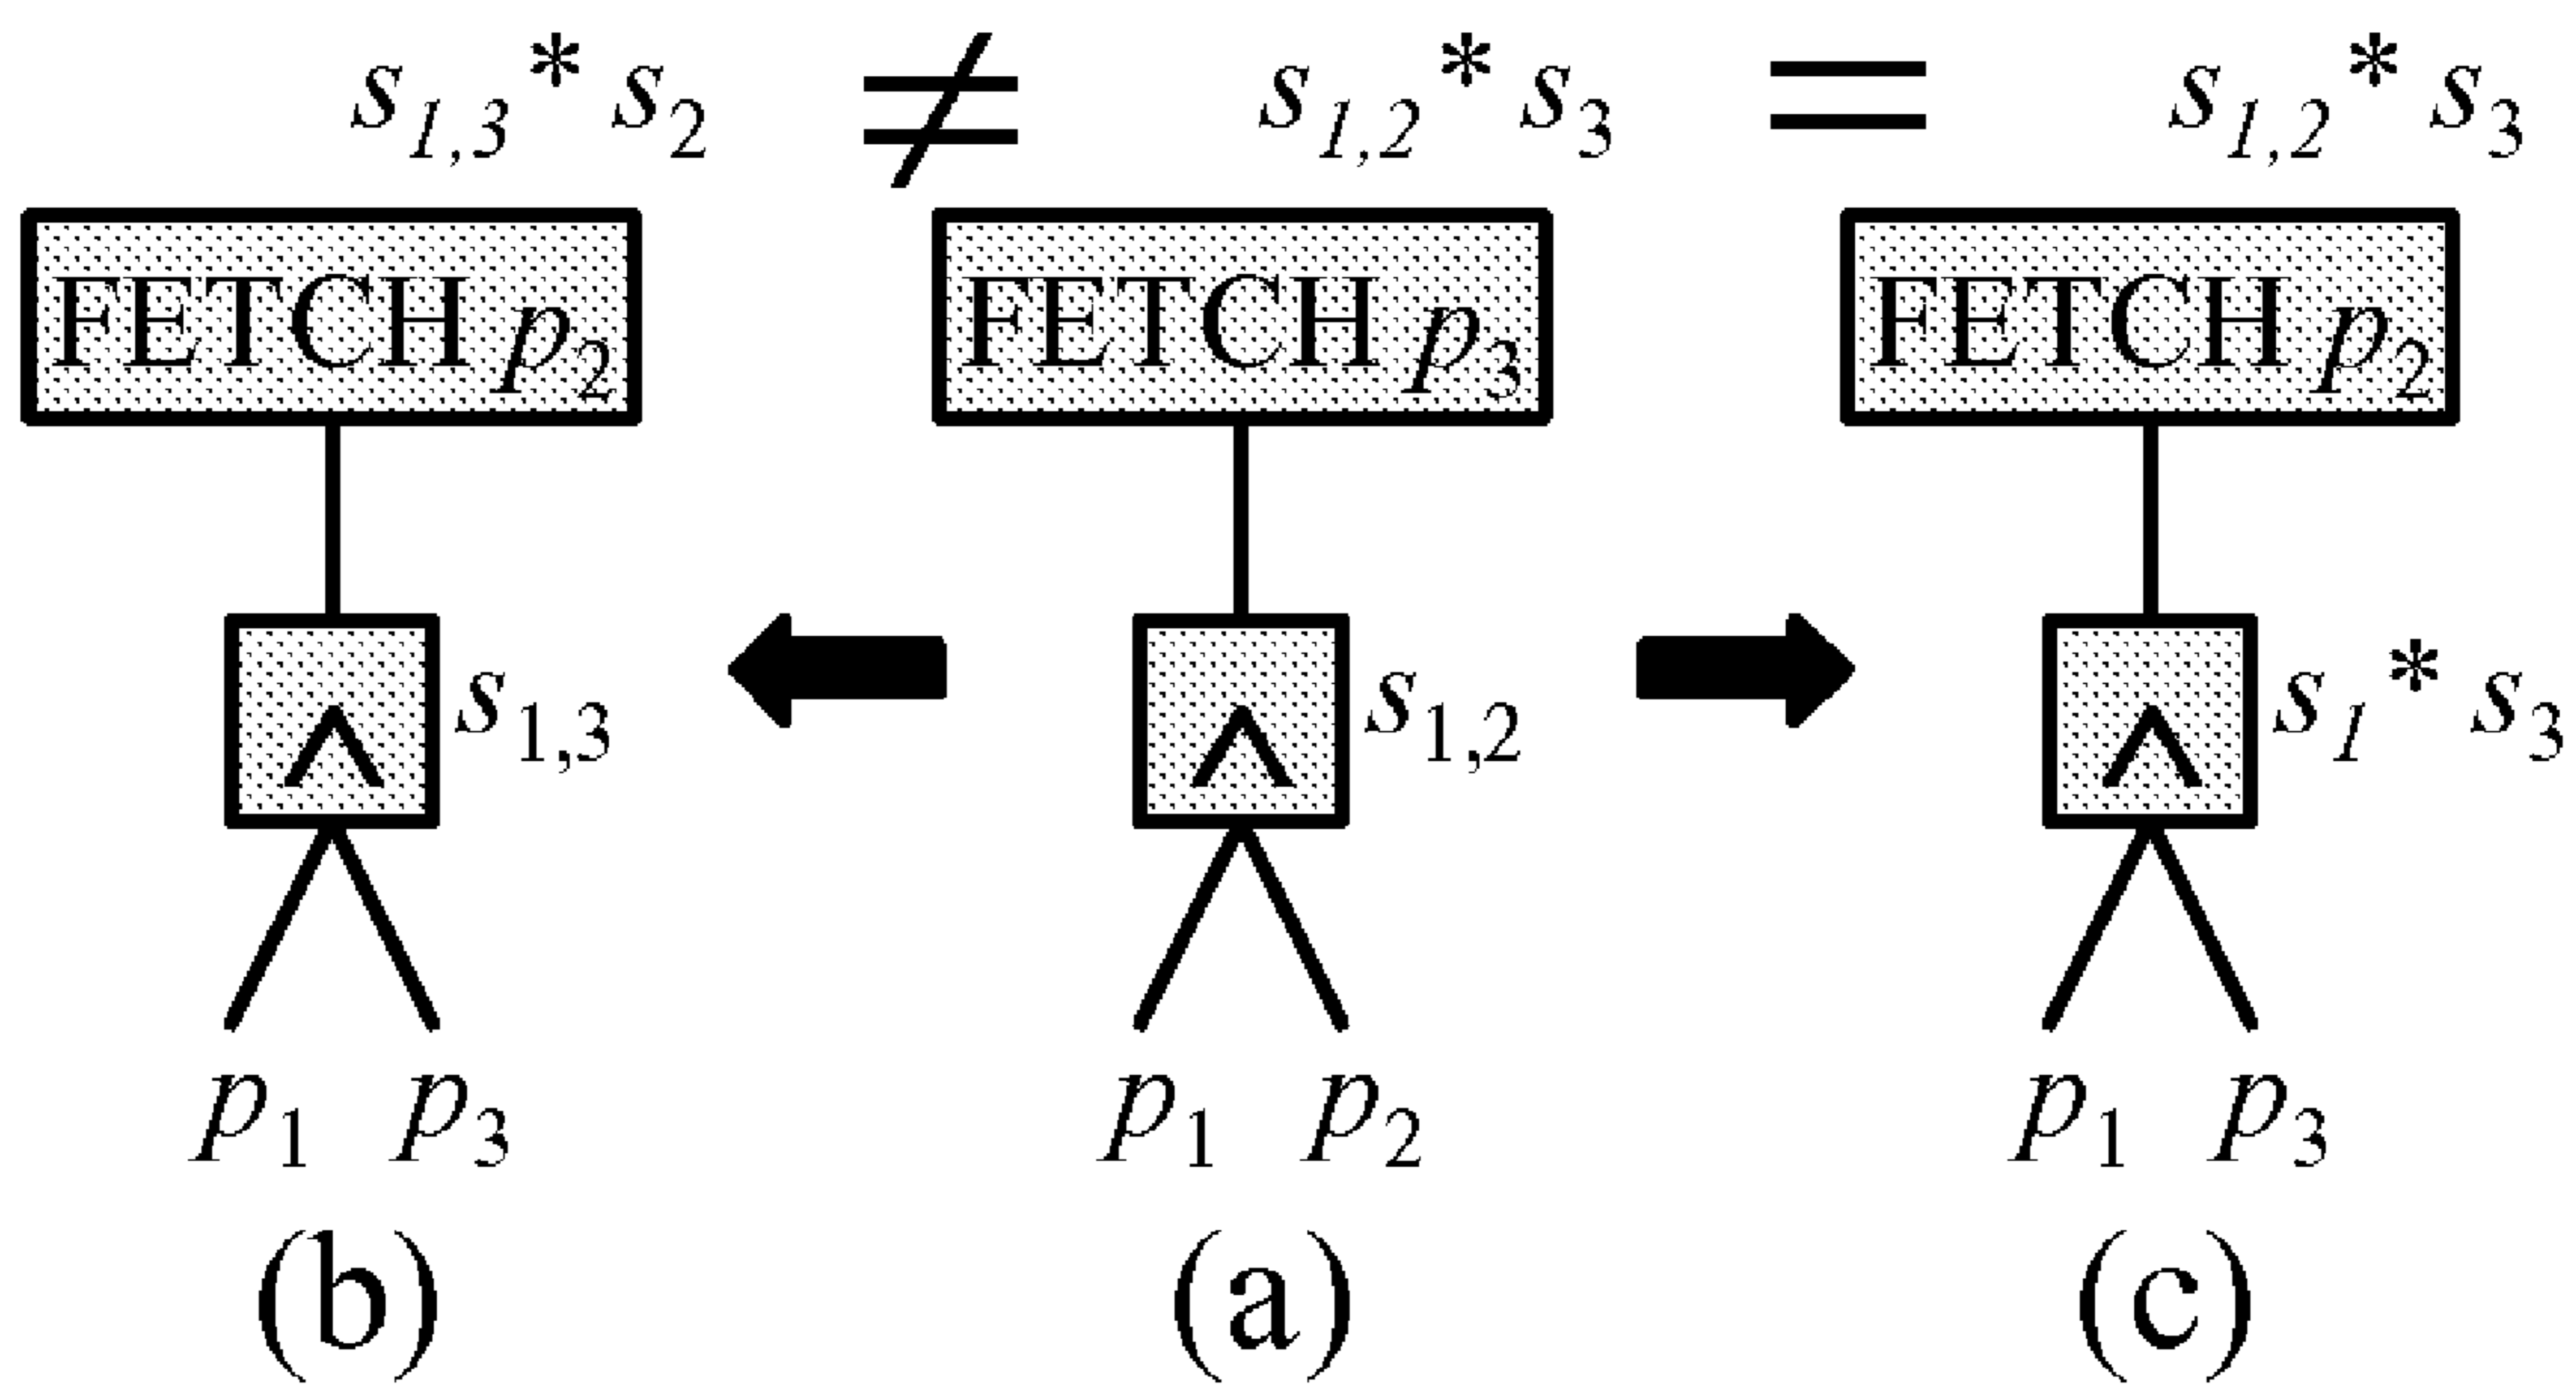 s1,3* s2 ≠ s1,2* s3 = s1,2* s3
FETCH p2 FETCH p3 FETCH p2
∧ s1,3 ∧ s1,2 ∧ s1* s3
p1 p3 p1 p2 p1 p3
(b) (a) (c)